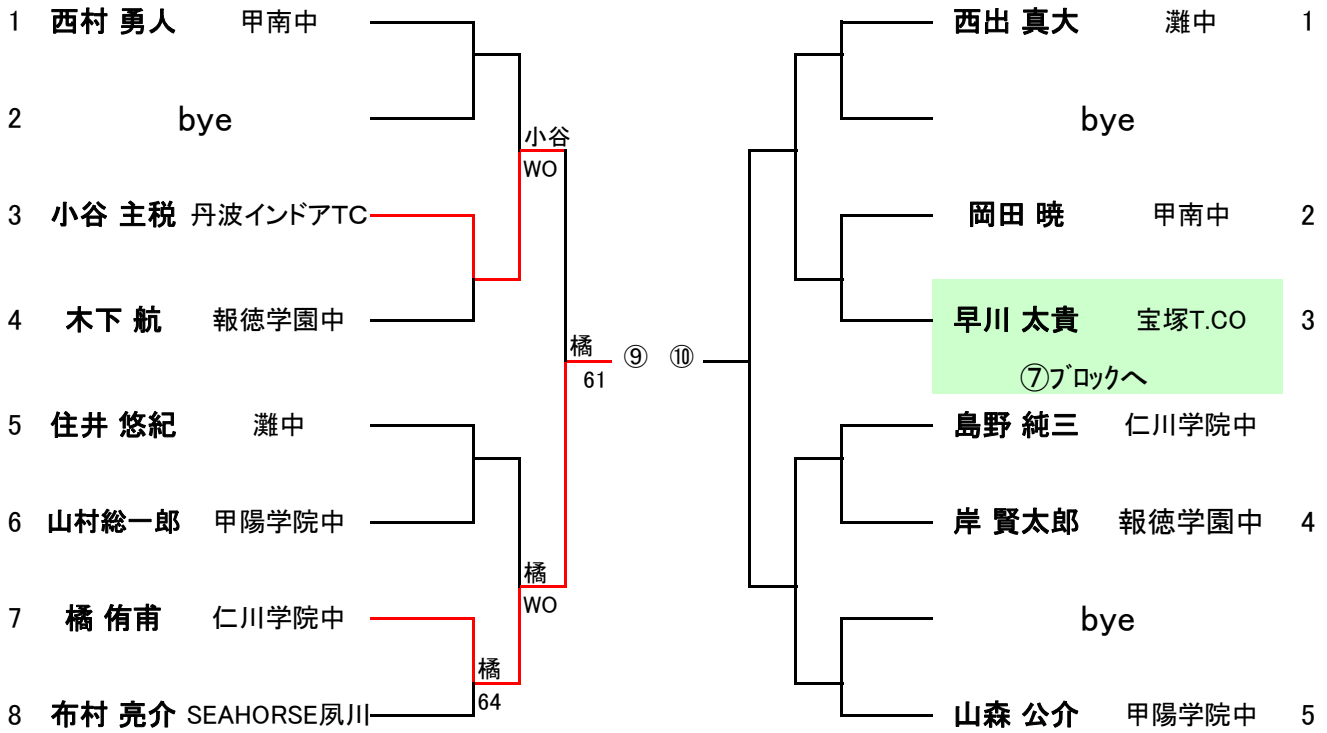 1 西村 勇人 甲南中
2 bye
小谷
WO
3 小谷 主税 丹波インドアTC
4 木下 航 報徳学園中
橘 ⑨
61
5 住井 悠紀 灘中
6 山村総一郎 甲陽学院中
橘
WO
7 橘 侑甫 仁川学院中
橘
64
8 布村 亮介 SEAHORSE夙川
西出 真大 灘中 1
bye
岡田 暁 甲南中 2
早川 太貴 宝塚T.CO 3
⑩
⑦ブロックへ
島野 純三 仁川学院中
岸 賢太郎 報徳学園中 4
bye
山森 公介 甲陽学院中 5